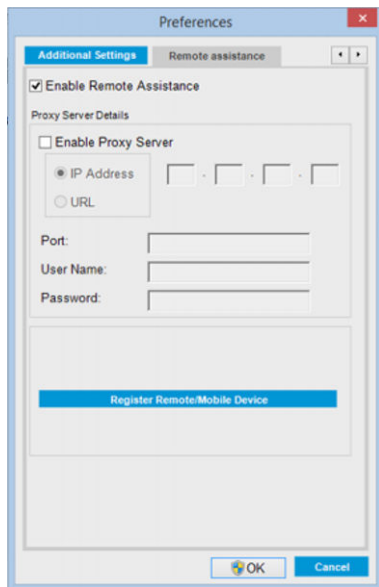 Preferences
Additional Settings
Remote assistance
Enable Remote Assistance
Proxy Server Details
Enable Proxy Server
IP Address
. . .
URL
Port:
User Name:
Password:
Register Remote/Mobile Device
OK
Cancel